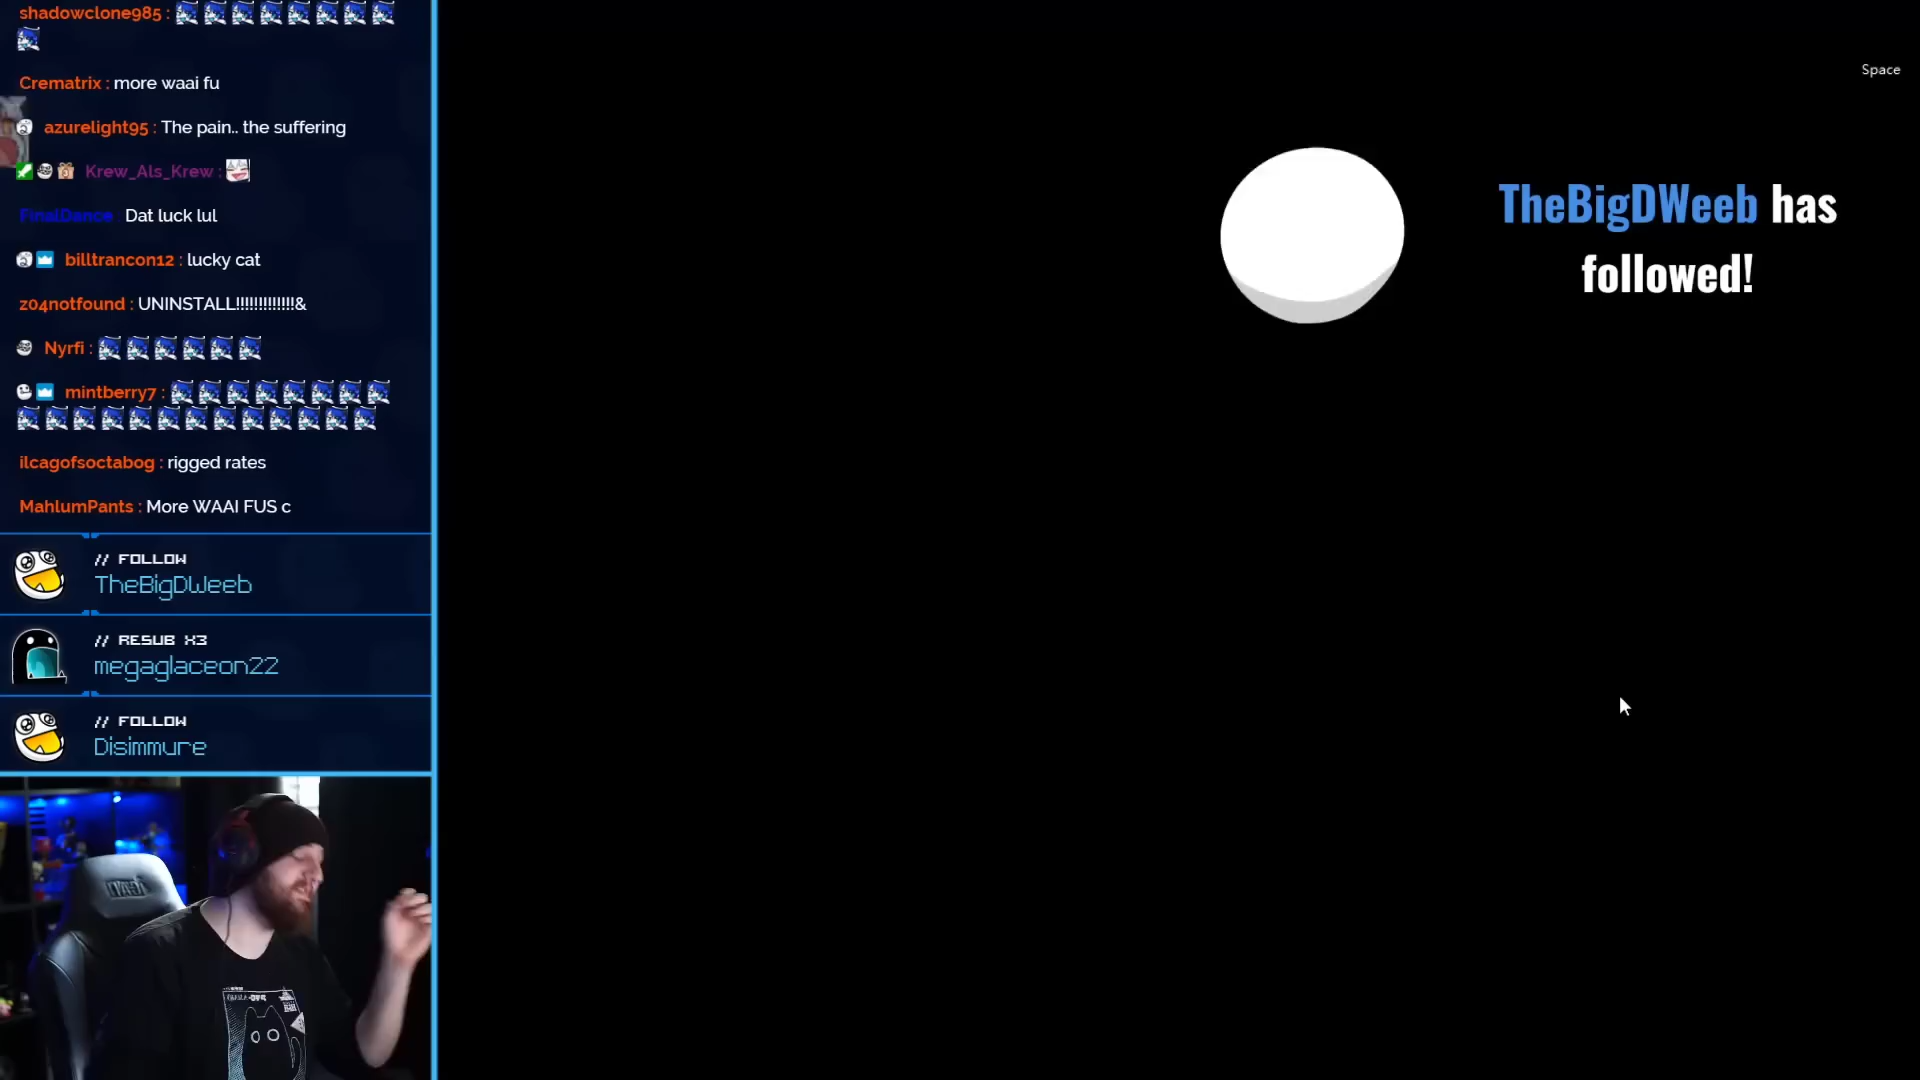 shadowclone985 :
Crematrix : more waai fu
azurelight95 : The pain.. the suffering
Krew_Als_Krew :
FinalDance : Dat luck lul
billtrancon12 : lucky cat
z04notfound : UNINSTALL!!!!!!!!!!!!!&
Nyrfi :
mintberry7 :
ilcagofsoctabog : rigged rates
MahlumPants : More WAAI FUS c
// FOLLOW
TheBigDWeeb
// RESUB X3
megaglaceon22
// FOLLOW
Disimmure
Space
TheBigDWeeb has
followed!